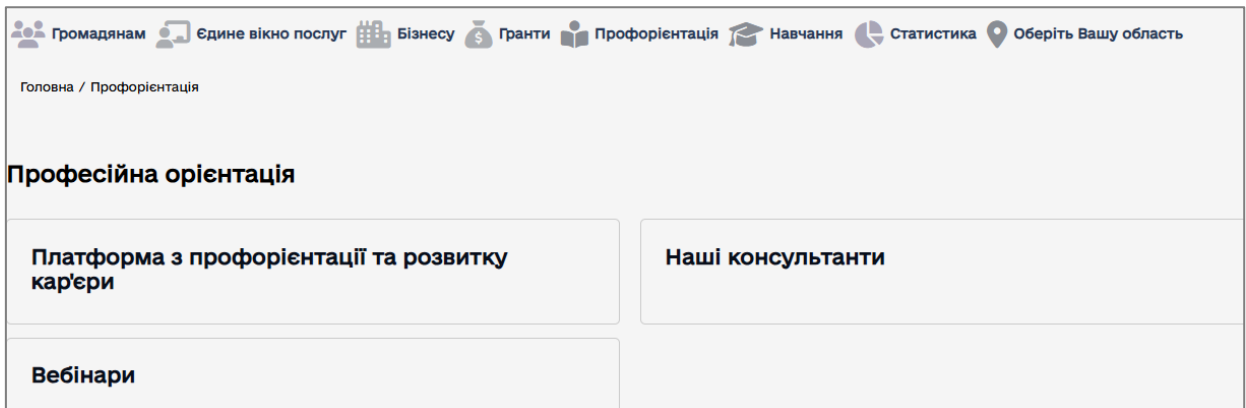 Громадянам Єдине вікно послуг Бізнесу Гранти Профорієнтація Навчання Статистика Оберіть Вашу область
Головна / Профорієнтація
Професійна орієнтація
Платформа з профорієнтації та розвитку
кар'єри
Наші консультанти
Вебінари